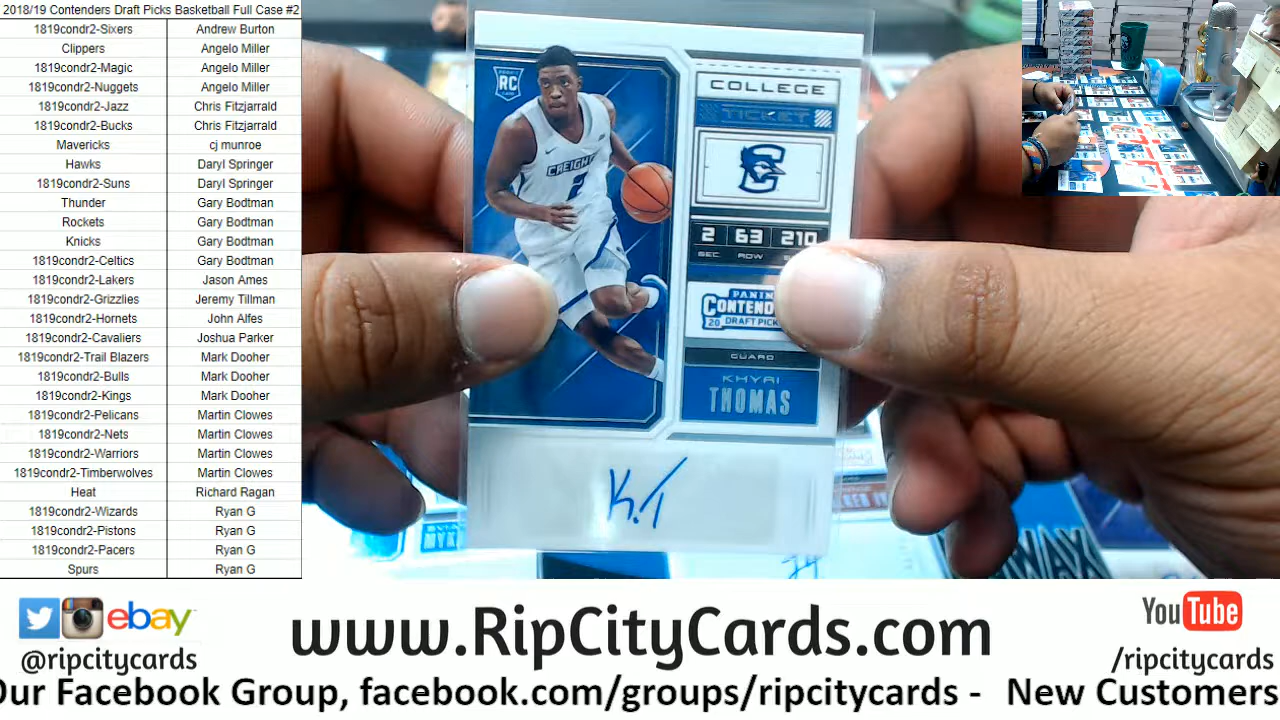 2018/19 Contenders Draft Picks Basketball Full Case #2
1819condr2-Sixers Andrew Burton
Clippers Angelo Miller
1819condr2-Magic Angelo Miller
1819condr2-Nuggets Angelo Miller
1819condr2-Jazz Chris Fitzjarrald
1819condr2-Bucks Chris Fitzjarrald
Mavericks cj munroe
Hawks Daryl Springer
1819condr2-Suns Daryl Springer
Thunder Gary Bodtman
Rockets Gary Bodtman
Knicks Gary Bodtman
1819condr2-Celtics Gary Bodtman
1819condr2-Lakers Jason Ames
1819condr2-Grizzlies Jeremy Tillman
1819condr2-Hornets John Alfes
1819condr2-Cavaliers Joshua Parker
1819condr2-Trail Blazers Mark Dooher
1819condr2-Bulls Mark Dooher
1819condr2-Kings Mark Dooher
1819condr2-Pelicans Martin Clowes
1819condr2-Nets Martin Clowes
1819condr2-Warriors Martin Clowes
1819condr2-Timberwolves Martin Clowes
Heat Richard Ragan
1819condr2-Wizards Ryan G
1819condr2-Pistons Ryan G
1819condr2-Pacers Ryan G
Spurs Ryan G
RC
CREIGH
2
COLLEGE
TICKET
2 63 210
SEC ROW
PANINI
CONTEND
20 DRAFT PICK
GUARD
KHYRI
THOMAS
K.T
ebay
@ripcitycards
www.RipCityCards.com
YouTube
/ripcitycards
Our Facebook Group, facebook.com/groups/ripcitycards - New Customers